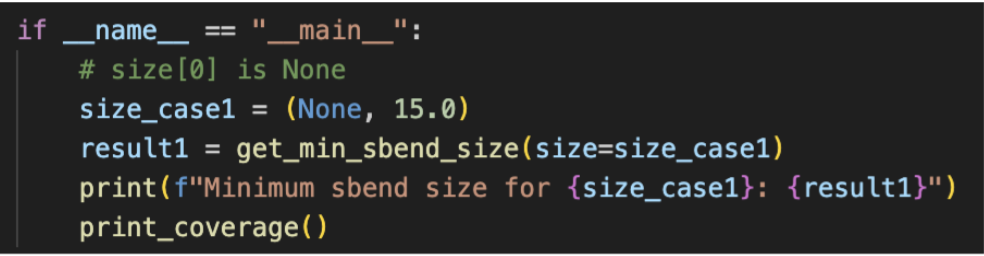 if __name__ == "__main__":
    # size[0] is None
    size_case1 = (None, 15.0)
    result1 = get_min_sbend_size(size=size_case1)
    print(f"Minimum sbend size for {size_case1}: {result1}")
    print_coverage()